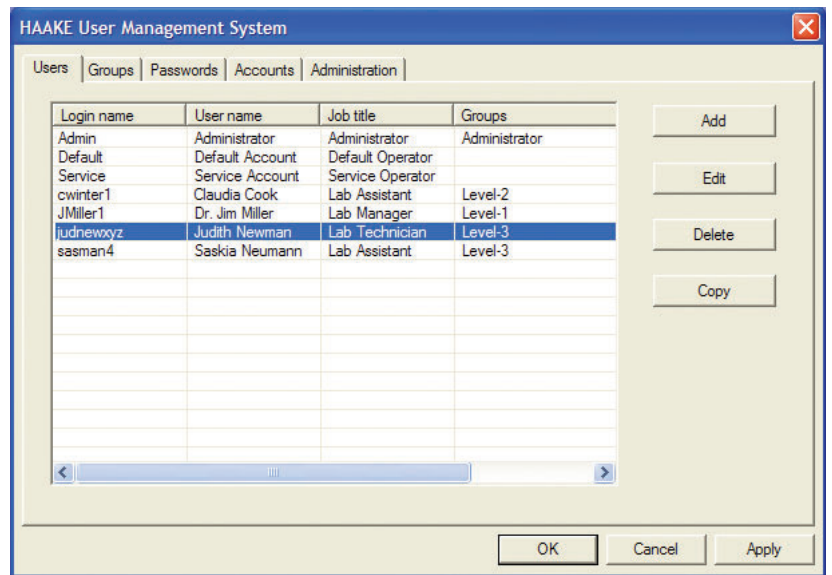 HAAKE User Management System
Users Groups Passwords Accounts Administration
Login name User name Job title Groups
Admin Administrator Administrator Administrator
Default Default Account Default Operator
Service Service Account Service Operator
cwinter1 Claudia Cook Lab Assistant Level-2
JMiller1 Dr. Jim Miller Lab Manager Level-1
judnewxyz Judith Newman Lab Technician Level-3
sasman4 Saskia Neumann Lab Assistant Level-3
Add
Edit
Delete
Copy
OK Cancel Apply